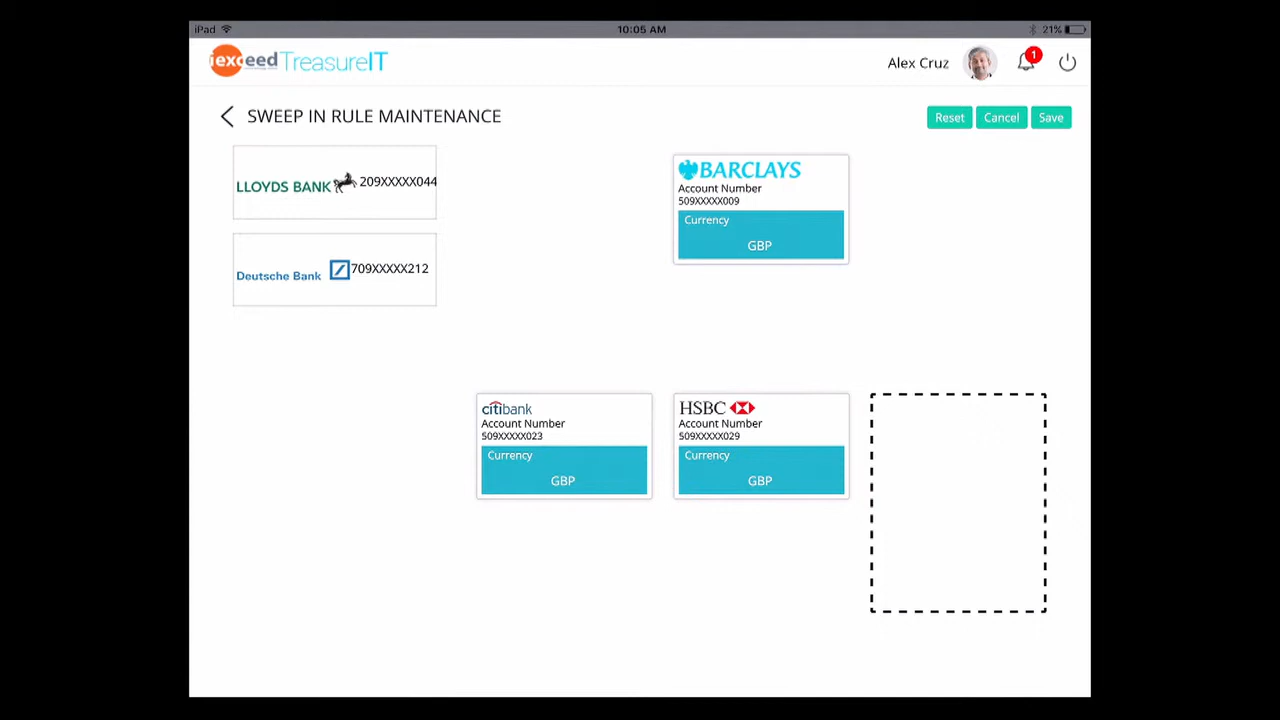 iPad 10:05 AM 21%
iexceed TreasureIT Alex Cruz 1
SWEEP IN RULE MAINTENANCE Reset Cancel Save
LLOYDS BANK 209XXXXX044
Deutsche Bank 709XXXXX212
BARCLAYS
Account Number
509XXXXX009
Currency
GBP
citibank
Account Number
509XXXXX023
Currency
GBP
HSBC
Account Number
509XXXXX029
Currency
GBP